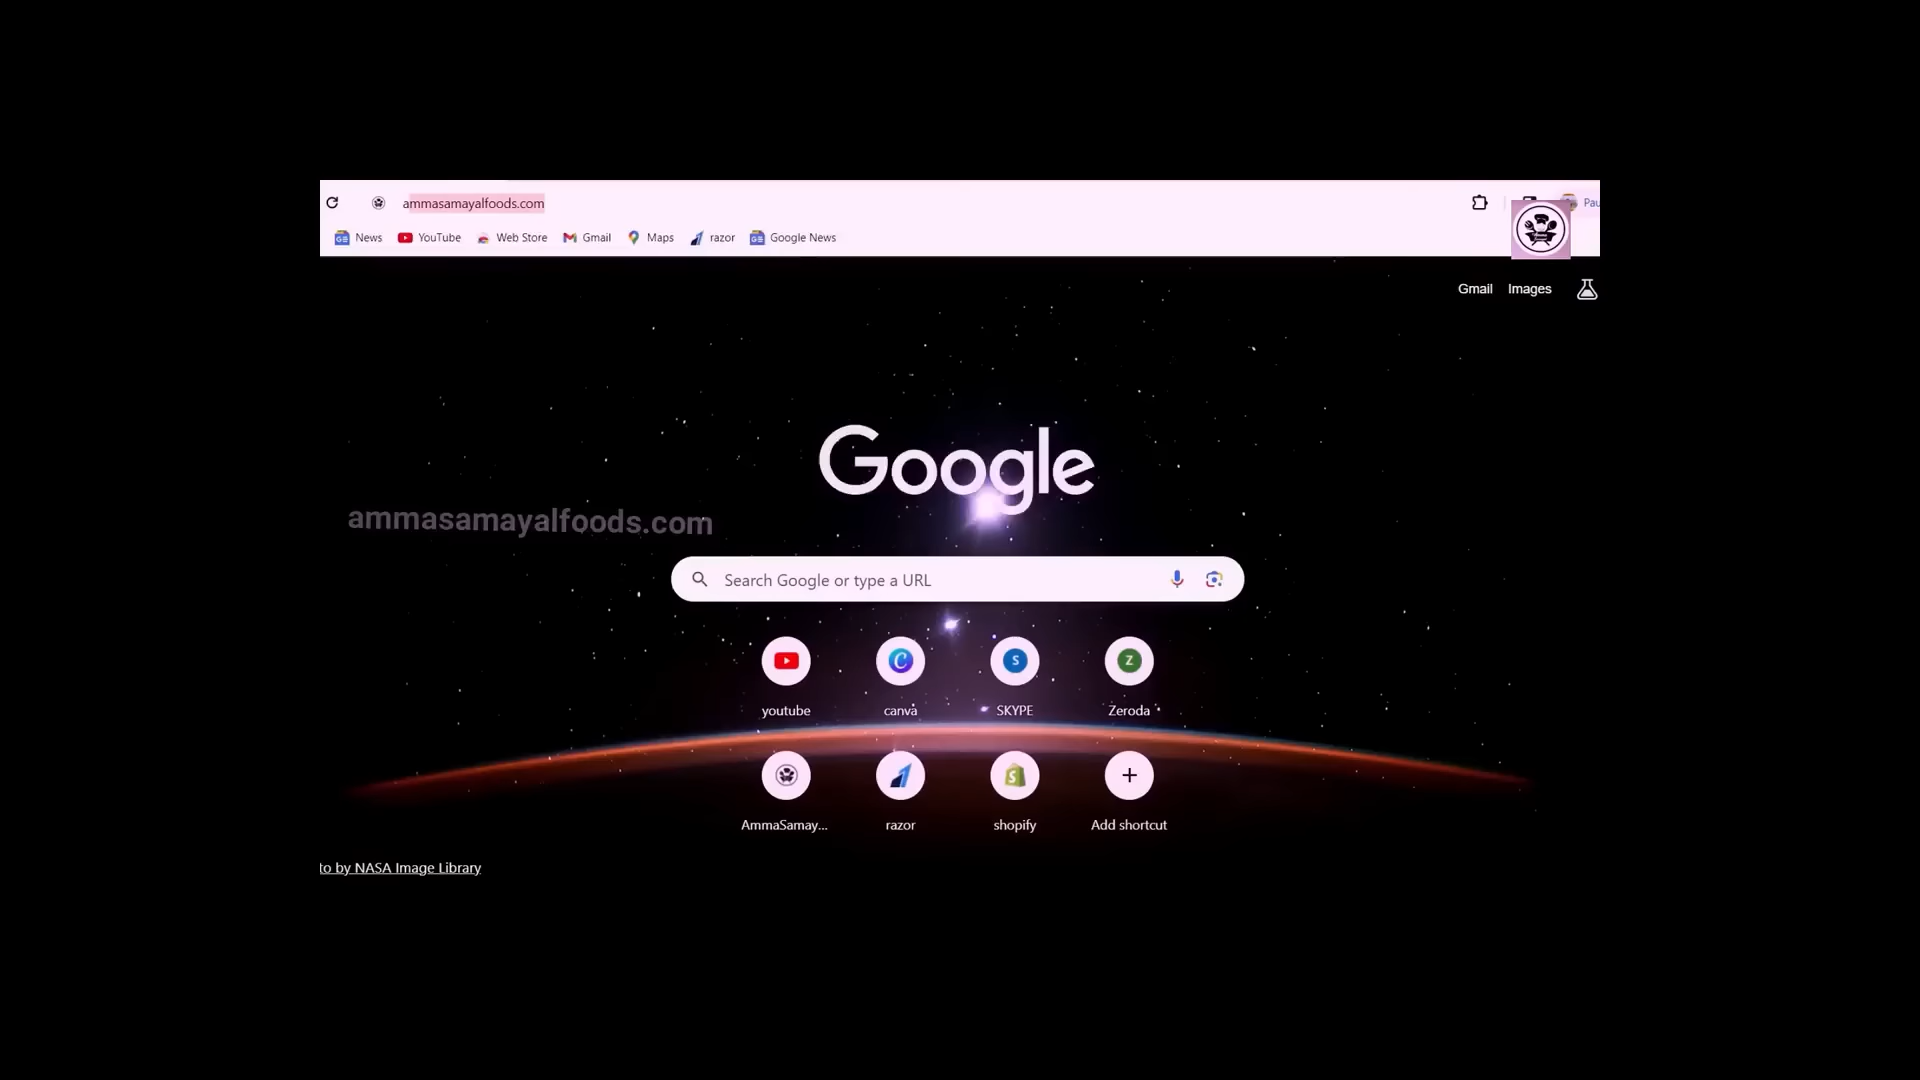 ammasamayalfoods.com
Pau
News YouTube Web Store Gmail Maps razor Google News
Gmail Images
Google
ammasamayalfoods.com
Search Google or type a URL
youtube canva SKYPE Zeroda
AmmaSamay... razor shopify Add shortcut
to by NASA Image Library